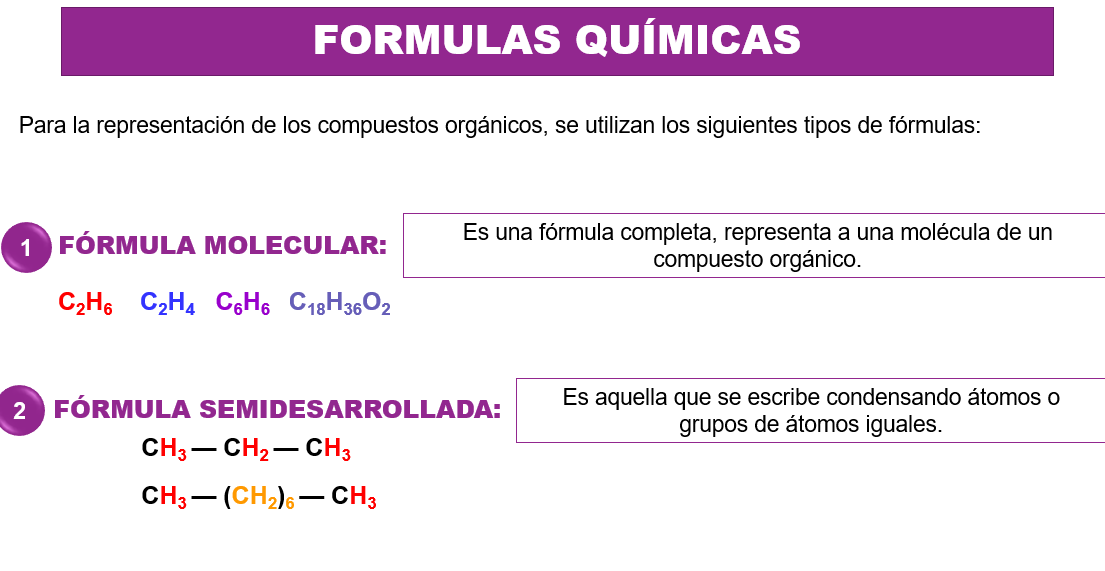 FORMULAS QUÍMICAS
Para la representación de los compuestos orgánicos, se utilizan los siguientes tipos de fórmulas:
1 FÓRMULA MOLECULAR:
Es una fórmula completa, representa a una molécula de un
compuesto orgánico.
C₂H₆ C₂H₄ C₆H₆ C₁₈H₃₆O₂
2 FÓRMULA SEMIDESARROLLADA:
Es aquella que se escribe condensando átomos o
grupos de átomos iguales.
CH₃ — CH₂ — CH₃
CH₃ — (CH₂)₆ — CH₃